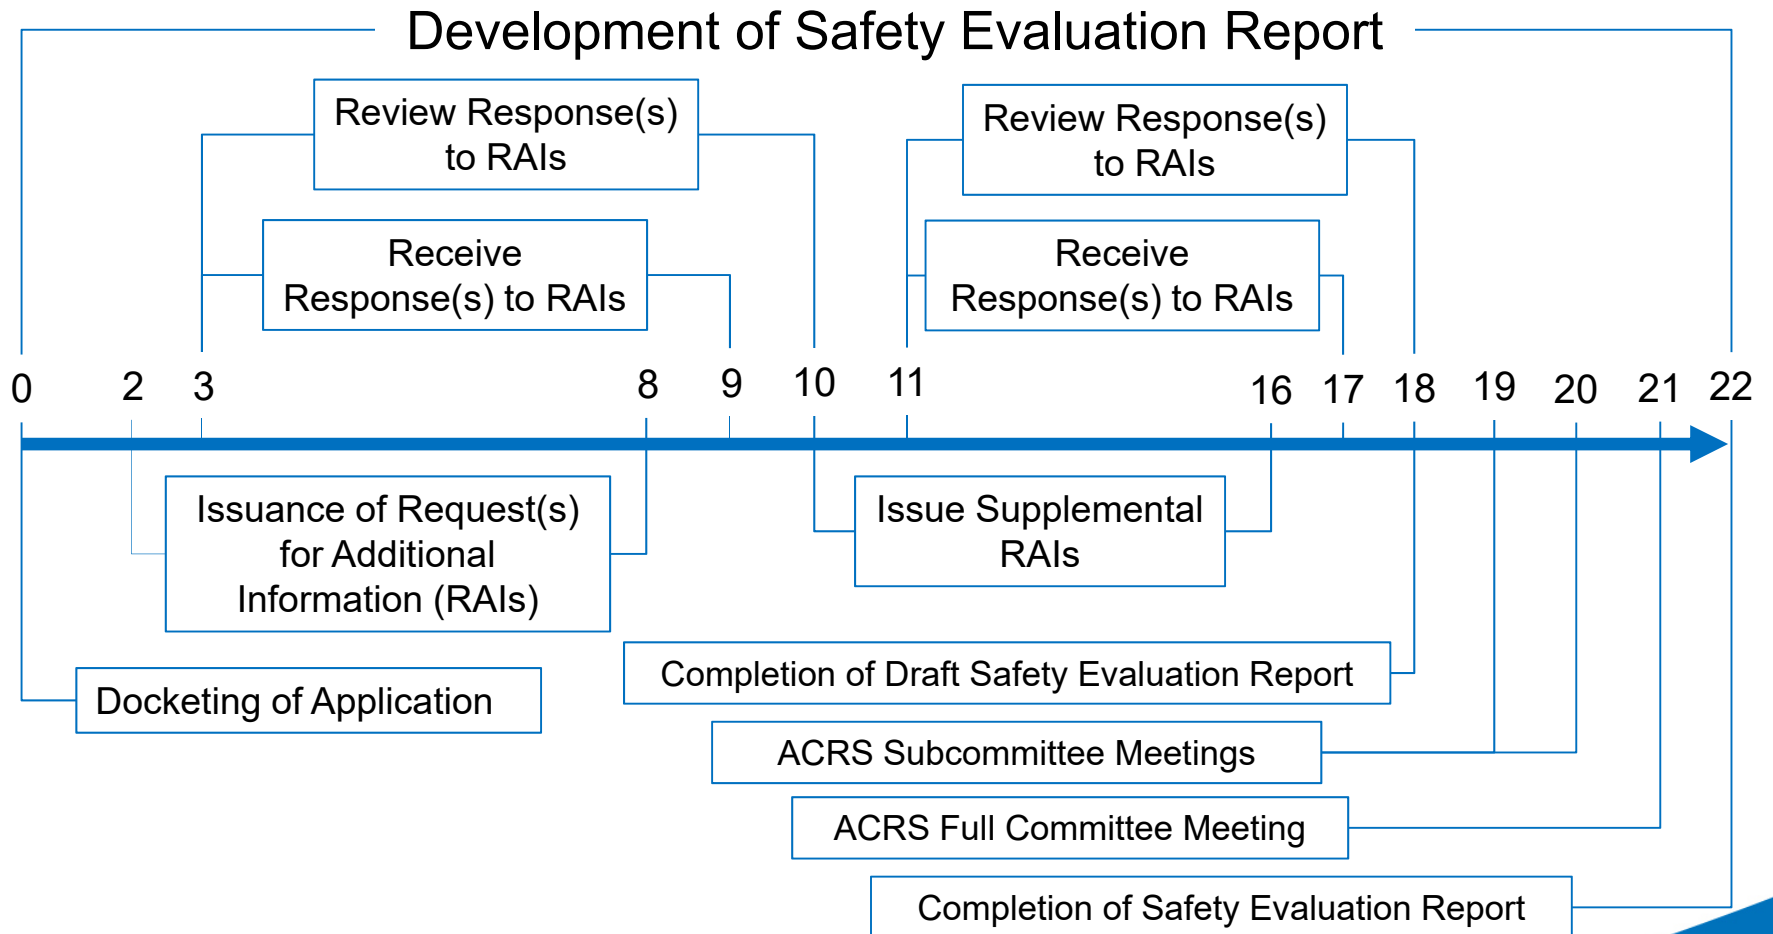 Development of Safety Evaluation Report
Review Response(s)
to RAIs
Review Response(s)
to RAIs
Receive
Response(s) to RAIs
Receive
Response(s) to RAIs
0 2 3 8 9 10 11 16 17 18 19 20 21 22
Issuance of Request(s)
for Additional
Information (RAIs)
Issue Supplemental
RAIs
Completion of Draft Safety Evaluation Report
Docketing of Application
ACRS Subcommittee Meetings
ACRS Full Committee Meeting
Completion of Safety Evaluation Report